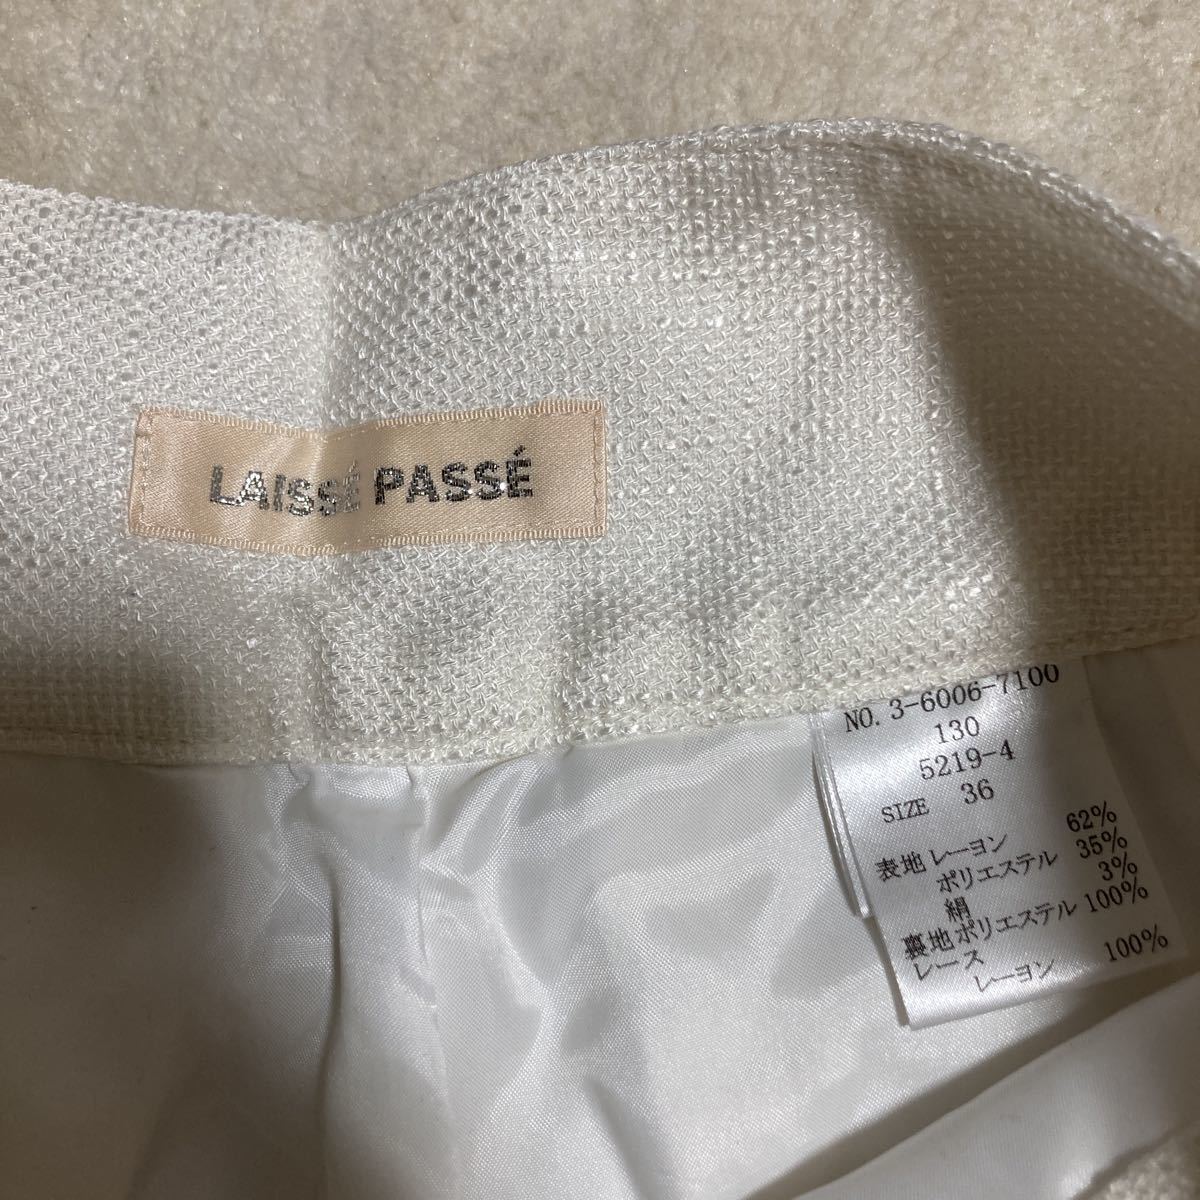 LAISSÉ PASSÉ
NO. 3-6006-7100
130
5219-4
SIZE 36
表地 レーヨン 62%
ポリエステル 35%
絹 3%
裏地 ポリエステル 100%
レース
レーヨン 100%